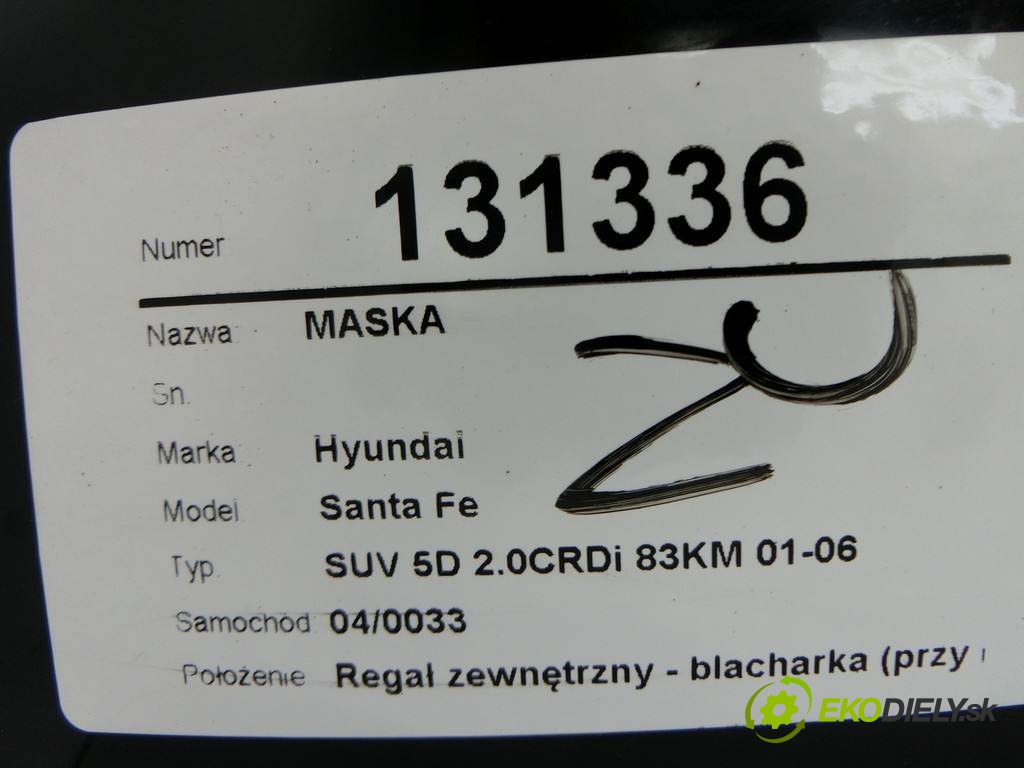 Numer 131336
Nazwa MASKA
Sn.
Marka Hyundai
Model Santa Fe
Typ SUV 5D 2.0CRDi 83KM 01-06
Samochód 04/0033
Położenie Regał zewnętrzny - blacharka (przy
EKODIELY.sk